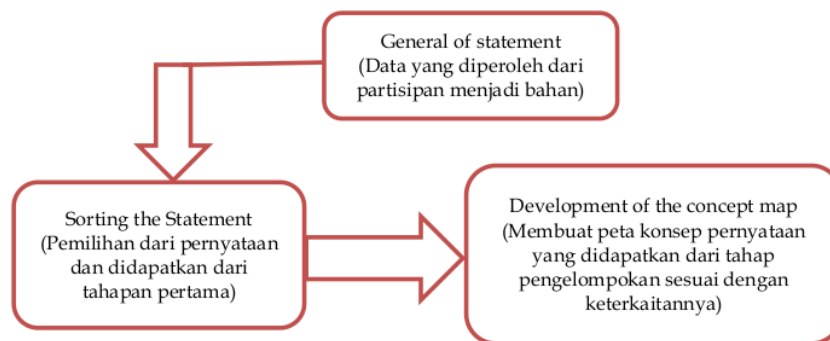 General of statement
(Data yang diperoleh dari
partisipan menjadi bahan)
Sorting the Statement
(Pemilihan dari pernyataan
dan didapatkan dari
tahapan pertama)
Development of the concept map
(Membuat peta konsep pernyataan
yang didapatkan dari tahap
pengelompokan sesuai dengan
keterkaitannya)